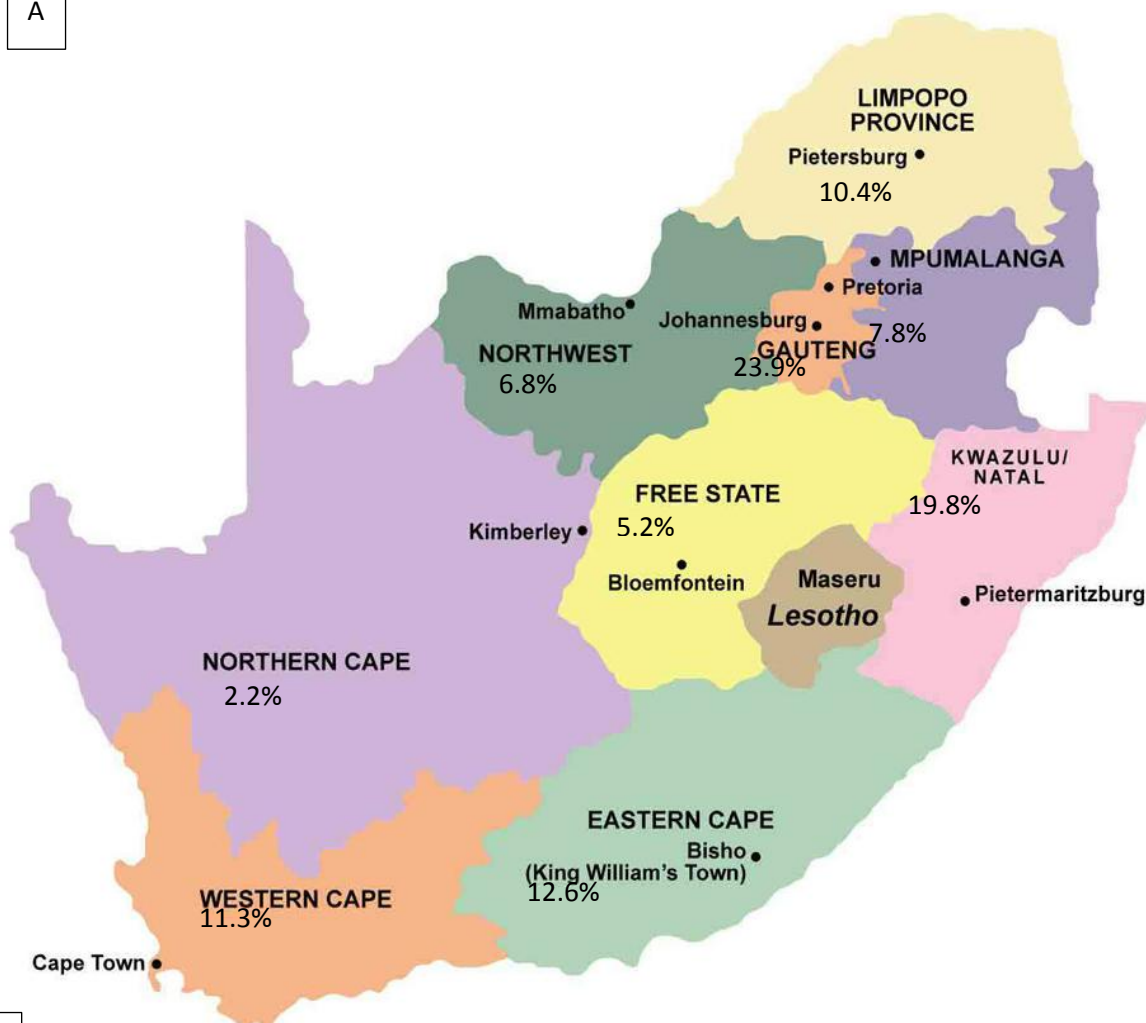 A
LIMPOPO
PROVINCE
Pietersburg
10.4%
MPUMALANGA
Pretoria
7.8%
Mmabatho
Johannesburg
GAUTENG
23.9%
NORTHWEST
6.8%
KWAZULU/
NATAL
19.8%
FREE STATE
5.2%
Kimberley
Bloemfontein
Maseru
Lesotho
Pietermaritzburg
NORTHERN CAPE
2.2%
EASTERN CAPE
Bisho
(King William's Town)
12.6%
WESTERN CAPE
11.3%
Cape Town